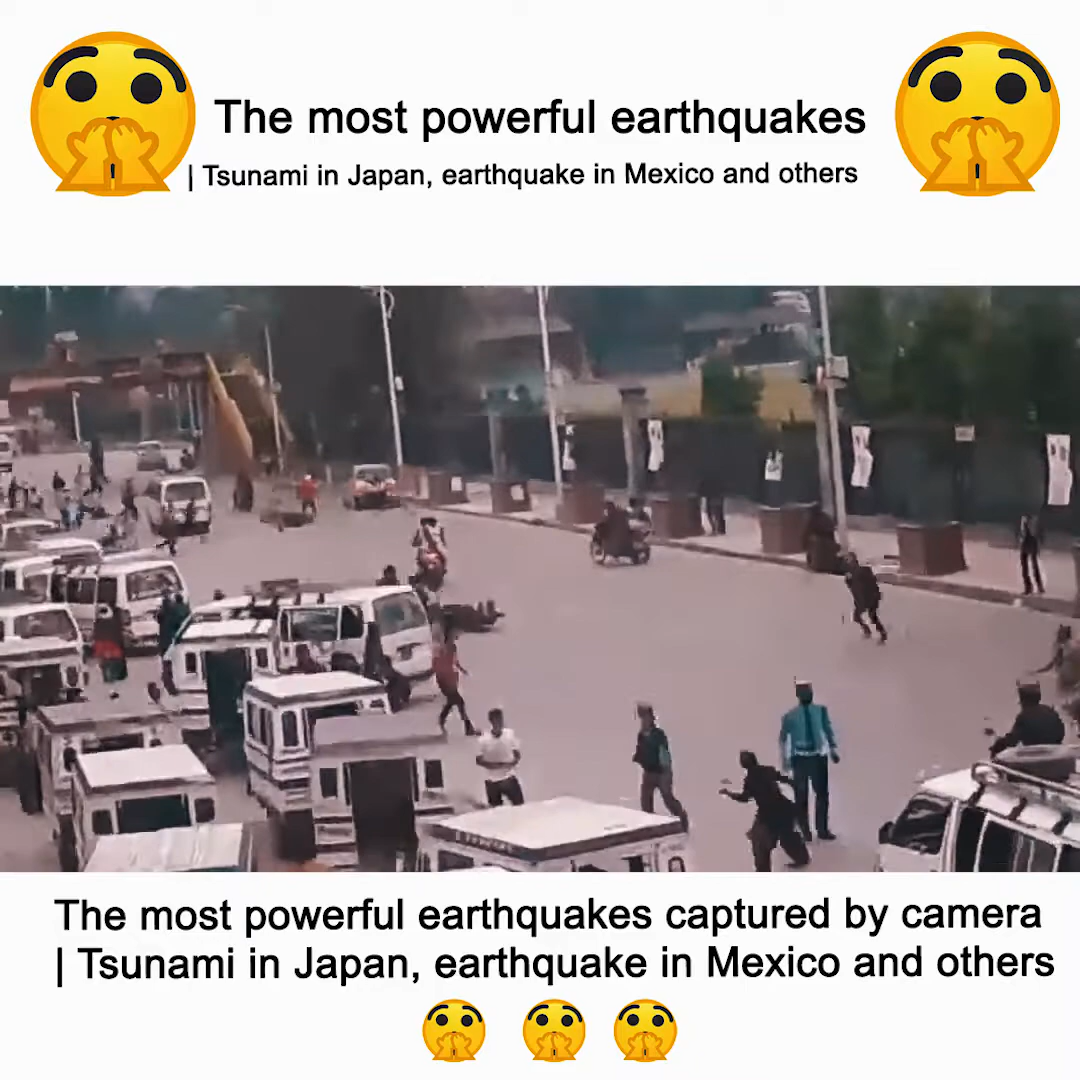 The most powerful earthquakes
| Tsunami in Japan, earthquake in Mexico and others
The most powerful earthquakes captured by camera
| Tsunami in Japan, earthquake in Mexico and others